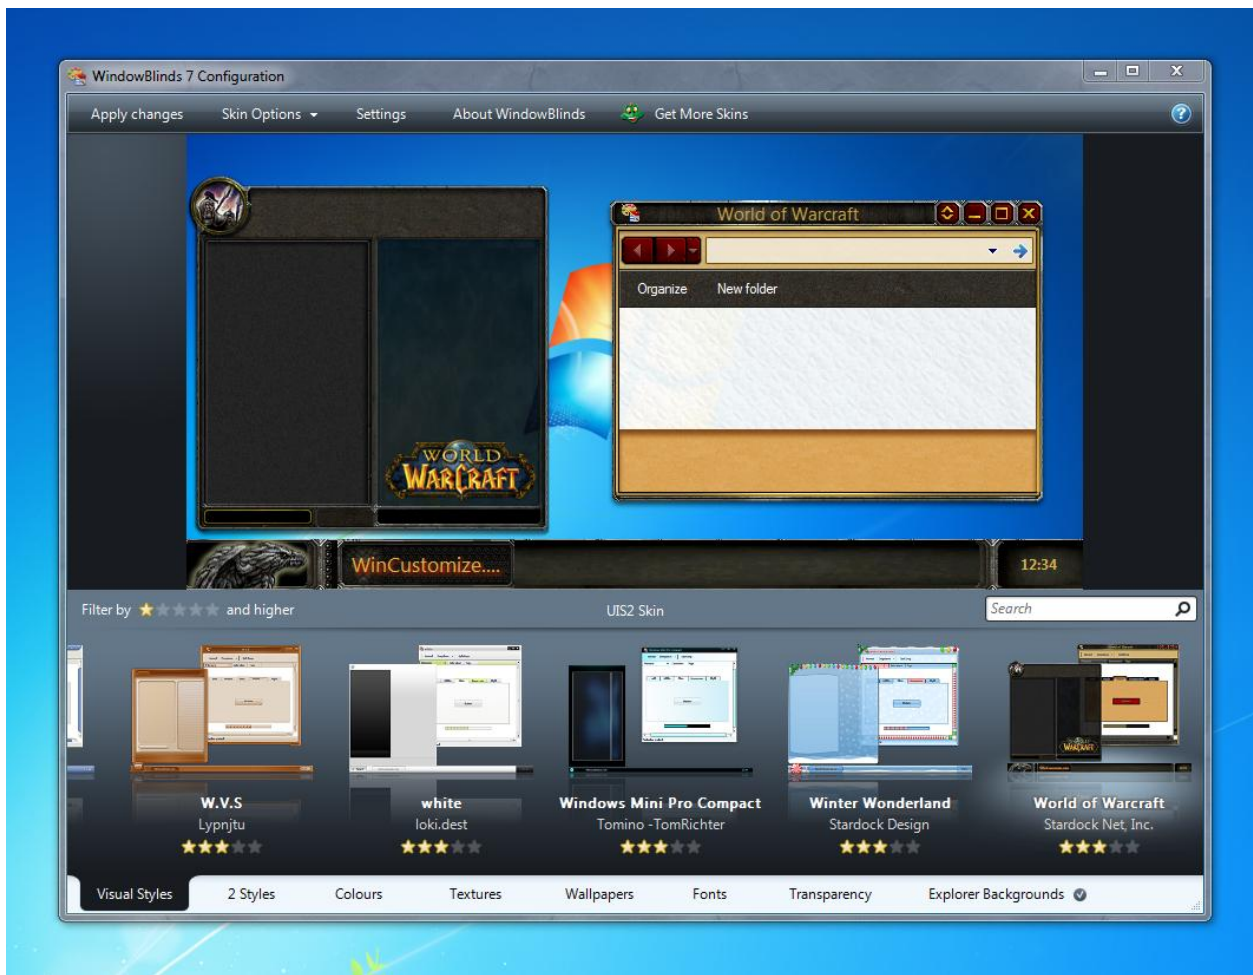 WindowBlinds 7 Configuration
Apply changes Skin Options Settings About WindowBlinds Get More Skins
World of Warcraft
Organize New folder
WORLD
WARCRAFT
WinCustomize....
12:34
Filter by and higher
UIS2 Skin
Search
W.V.S
Lypnjtu
white
loki.dest
Windows Mini Pro Compact
Tomino -TomRichter
Winter Wonderland
Stardock Design
World of Warcraft
Stardock Net, Inc.
Visual Styles 2 Styles Colours Textures Wallpapers Fonts Transparency Explorer Backgrounds